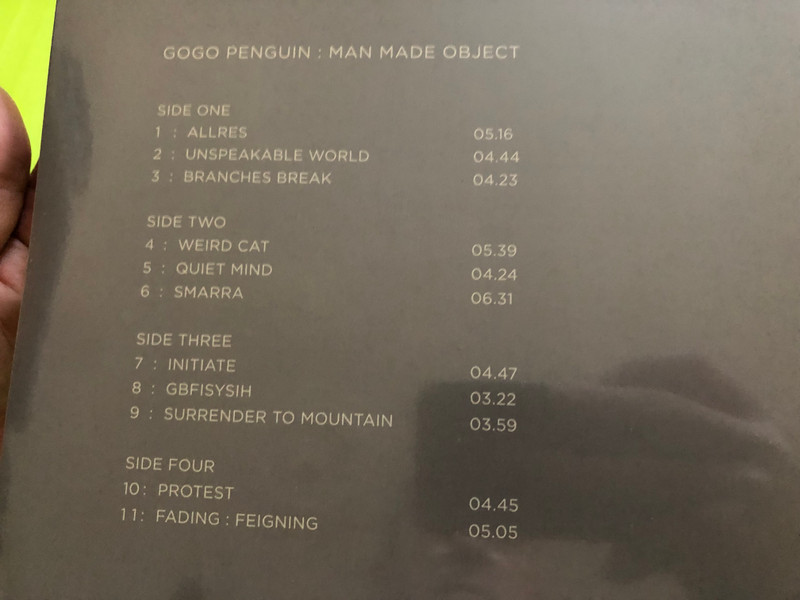 GOGO PENGUIN : MAN MADE OBJECT
SIDE ONE
1 : ALLRES 05.16
2 : UNSPEAKABLE WORLD 04.44
3 : BRANCHES BREAK 04.23
SIDE TWO
4 : WEIRD CAT 05.39
5 : QUIET MIND 04.24
6 : SMARRA 06.31
SIDE THREE
7 : INITIATE 04.47
8 : GBFISYSIH 03.22
9 : SURRENDER TO MOUNTAIN 03.59
SIDE FOUR
10: PROTEST 04.45
11: FADING : FEIGNING 05.05